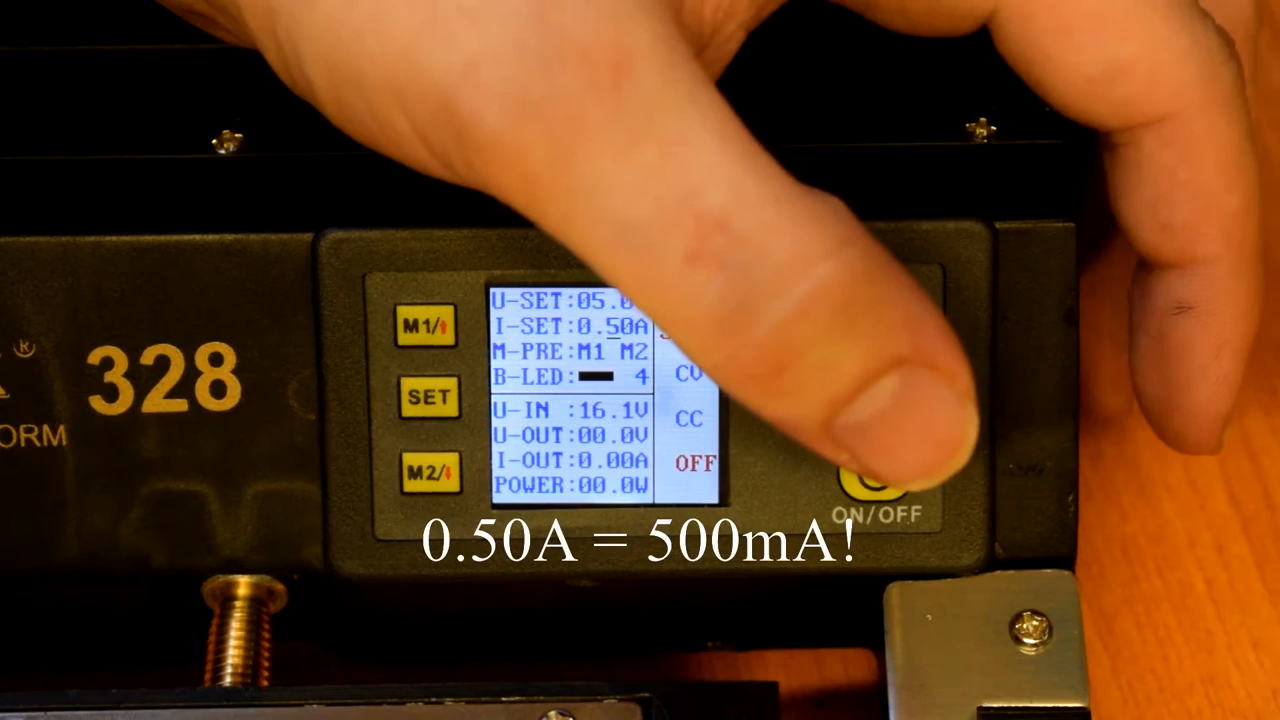 M1/↑
SET
M2/↓
U-SET:05.0
I-SET:0.50A
M-PRE:M1 M2
B-LED: 4
U-IN :16.1V
U-OUT:00.0V
I-OUT:0.00A
POWER:00.0W
CV
CC
OFF
ON/OFF
®
328
ORM
0.50A = 500mA!